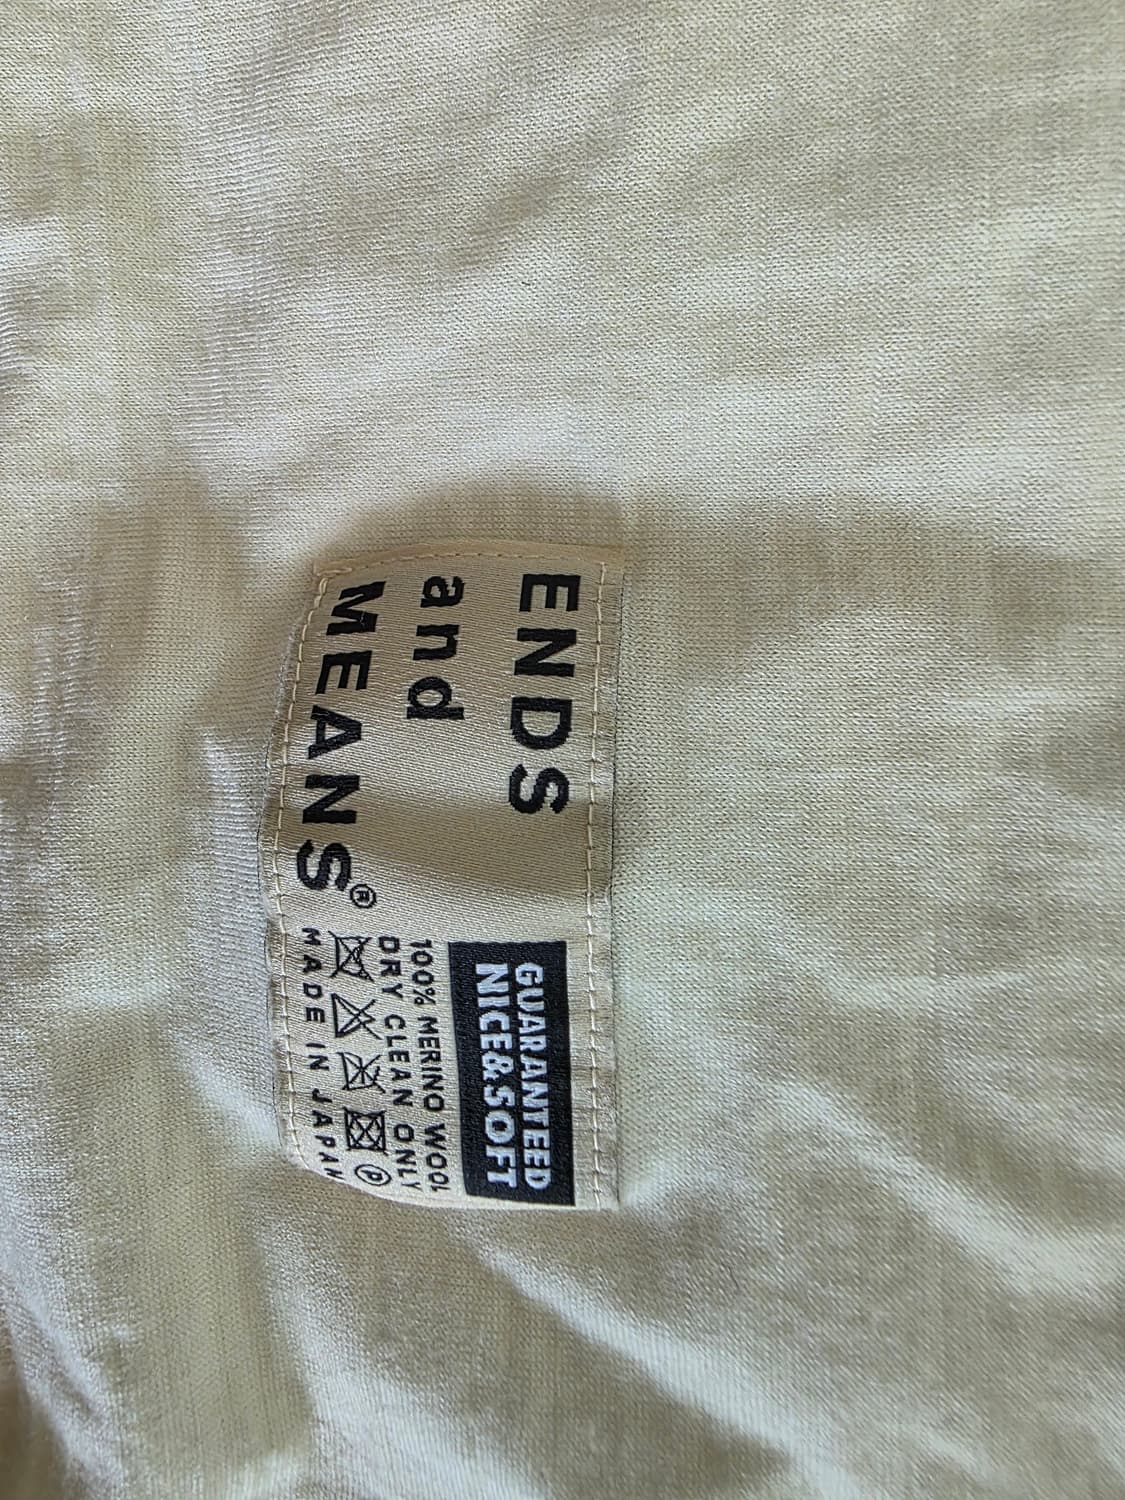 ENDS
and
MEANS®
GUARANTEED
NICE&SOFT
100% MERINO WOOL
DRY CLEAN ONLY
P
MADE IN JAPAN